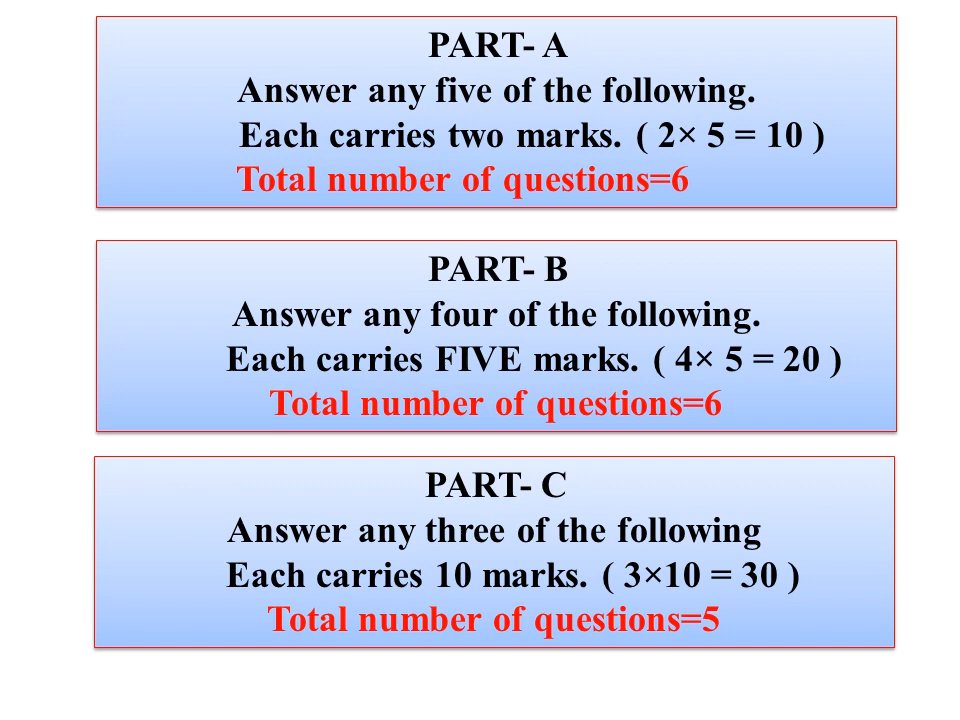 PART- A
Answer any five of the following.
Each carries two marks. ( 2× 5 = 10 )
Total number of questions=6
PART- B
Answer any four of the following.
Each carries FIVE marks. ( 4× 5 = 20 )
Total number of questions=6
PART- C
Answer any three of the following
Each carries 10 marks. ( 3×10 = 30 )
Total number of questions=5